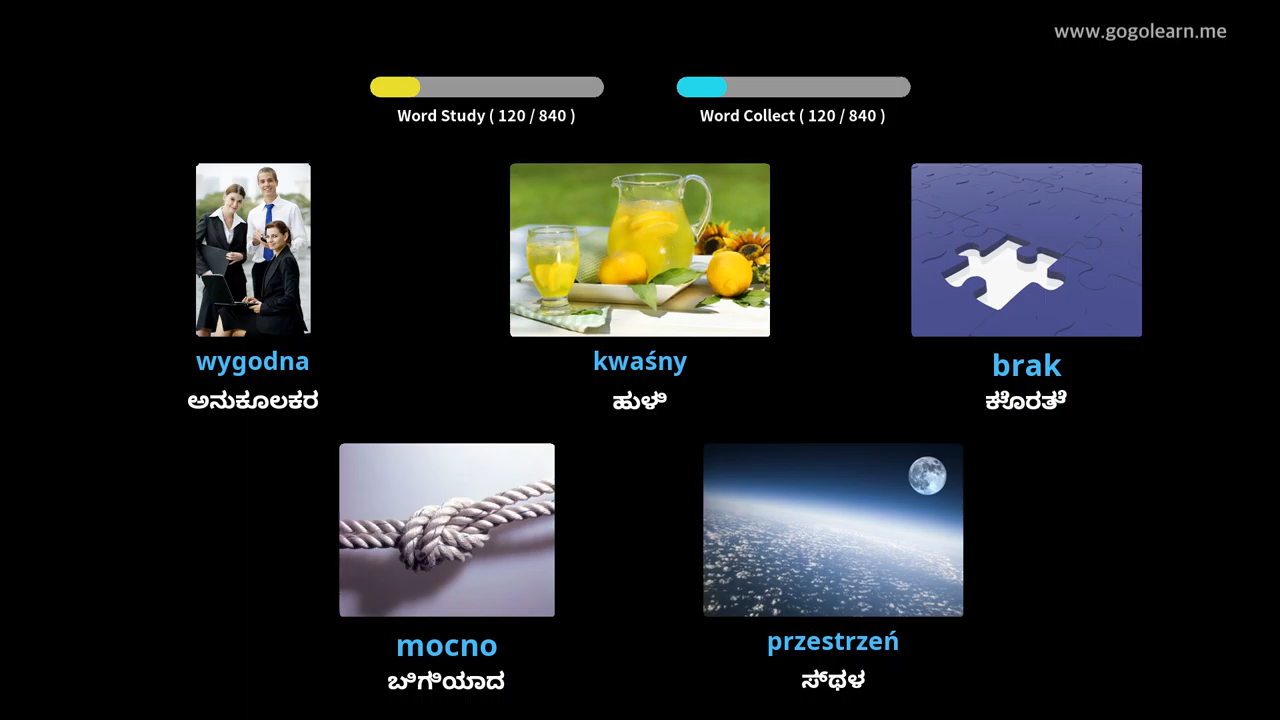 www.gogolearn.me
Word Study ( 120 / 840 )
Word Collect ( 120 / 840 )
wygodna
ಅನುಕೂಲಕರ
kwaśny
ಹುಳಿ
brak
ಕೊರತೆ
mocno
ಬಿಗಿಯಾದ
przestrzeń
ಸ್ಥಳ